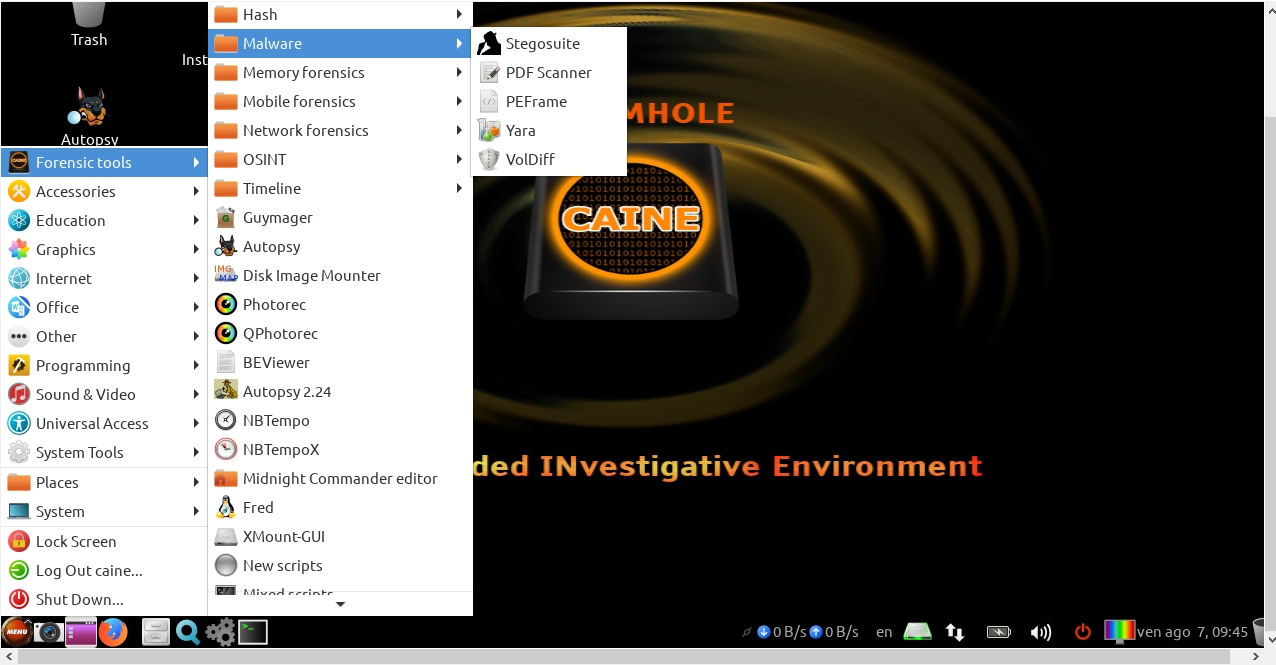 Trash
Inst
Autopsy
Forensic tools
Accessories
Education
Graphics
Internet
Office
Other
Programming
Sound & Video
Universal Access
System Tools
Places
System
Lock Screen
Log Out caine...
Shut Down...
Hash
Malware
Memory forensics
Mobile forensics
Network forensics
OSINT
Timeline
Guymager
Autopsy
IMG MAP
Disk Image Mounter
Photorec
QPhotorec
BEViewer
Autopsy 2.24
NBTempo
NBTempoX
Midnight Commander editor
Fred
XMount-GUI
New scripts
Mixed scripts
Stegosuite
PDF Scanner
PEFrame
Yara
VolDiff
MHOLE
CAINE
ded INvestigative Environment
MENU
0 B/s 0 B/s en ven ago 7, 09:45